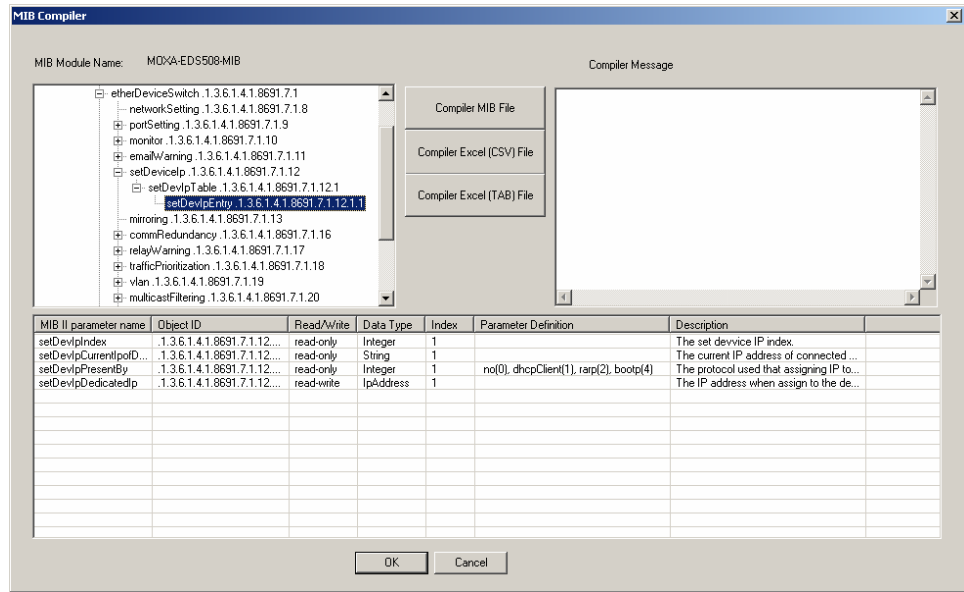 MIB Compiler
MIB Module Name: MOXA-EDS508-MIB
Compiler Message
etherDeviceSwitch .1.3.6.1.4.1.8691.7.1
networkSetting .1.3.6.1.4.1.8691.7.1.8
portSetting .1.3.6.1.4.1.8691.7.1.9
monitor .1.3.6.1.4.1.8691.7.1.10
emailWarning .1.3.6.1.4.1.8691.7.1.11
setDeviceIp .1.3.6.1.4.1.8691.7.1.12
setDevIpTable .1.3.6.1.4.1.8691.7.1.12.1
setDevIpEntry .1.3.6.1.4.1.8691.7.1.12.1.1
mirroring .1.3.6.1.4.1.8691.7.1.13
commRedundancy .1.3.6.1.4.1.8691.7.1.16
relayWarning .1.3.6.1.4.1.8691.7.1.17
trafficPrioritization .1.3.6.1.4.1.8691.7.1.18
vlan .1.3.6.1.4.1.8691.7.1.19
multicastFiltering .1.3.6.1.4.1.8691.7.1.20
Compiler MIB File
Compiler Excel (CSV) File
Compiler Excel (TAB) File
MIB II parameter name Object ID Read/Write Data Type Index Parameter Definition Description
setDevIpIndex .1.3.6.1.4.1.8691.7.1.12.... read-only Integer 1 The set devvice IP index.
setDevIpCurrentIpofD... .1.3.6.1.4.1.8691.7.1.12.... read-only String 1 The current IP address of connected ...
setDevIpPresentBy .1.3.6.1.4.1.8691.7.1.12.... read-only Integer 1 no(0), dhcpClient(1), rarp(2), bootp(4) The protocol used that assigning IP to...
setDevIpDedicatedIp .1.3.6.1.4.1.8691.7.1.12.... read-write IpAddress 1 The IP address when assign to the de...
OK Cancel